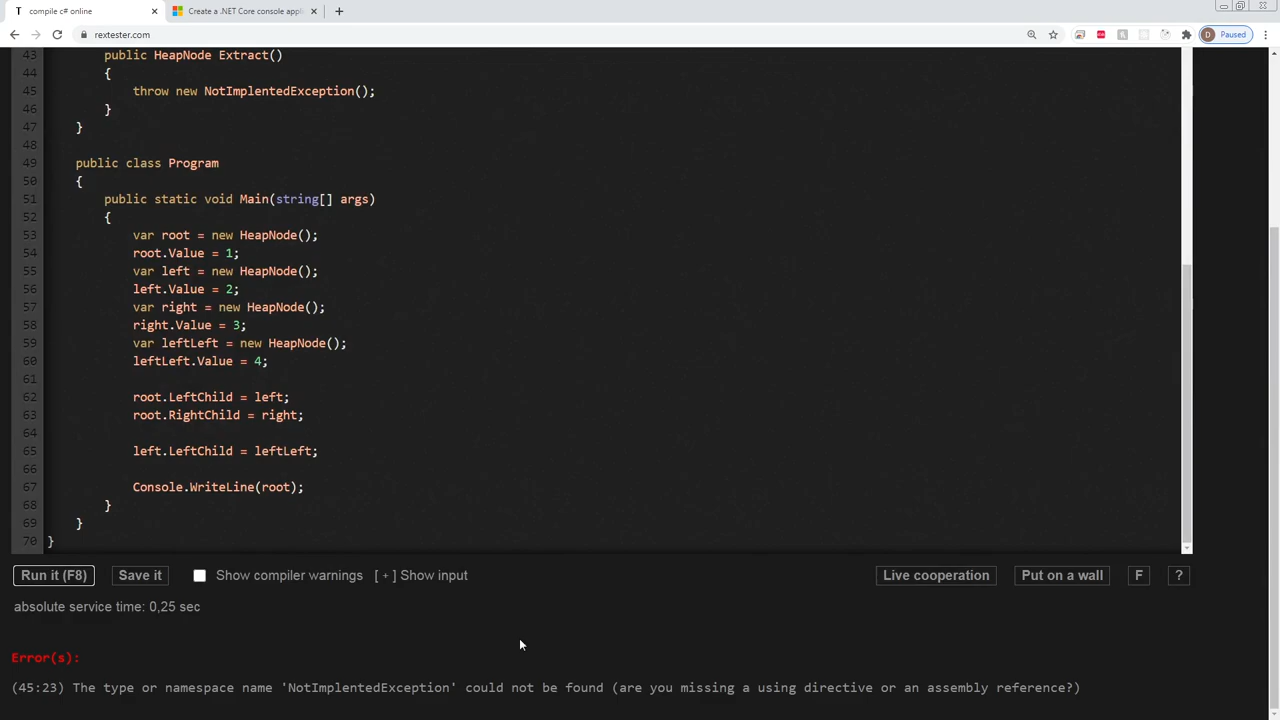 compile c# online
Create a .NET Core console appli
rextester.com
Paused
43 public HeapNode Extract()
44 {
45 throw new NotImplentedException();
46 }
47 }
48
49 public class Program
50 {
51 public static void Main(string[] args)
52 {
53 var root = new HeapNode();
54 root.Value = 1;
55 var left = new HeapNode();
56 left.Value = 2;
57 var right = new HeapNode();
58 right.Value = 3;
59 var leftLeft = new HeapNode();
60 leftLeft.Value = 4;
61
62 root.LeftChild = left;
63 root.RightChild = right;
64
65 left.LeftChild = leftLeft;
66
67 Console.WriteLine(root);
68 }
69 }
70 }
Run it (F8) Save it Show compiler warnings [ + ] Show input Live cooperation Put on a wall F ?
absolute service time: 0,25 sec
Error(s):
(45:23) The type or namespace name 'NotImplentedException' could not be found (are you missing a using directive or an assembly reference?)